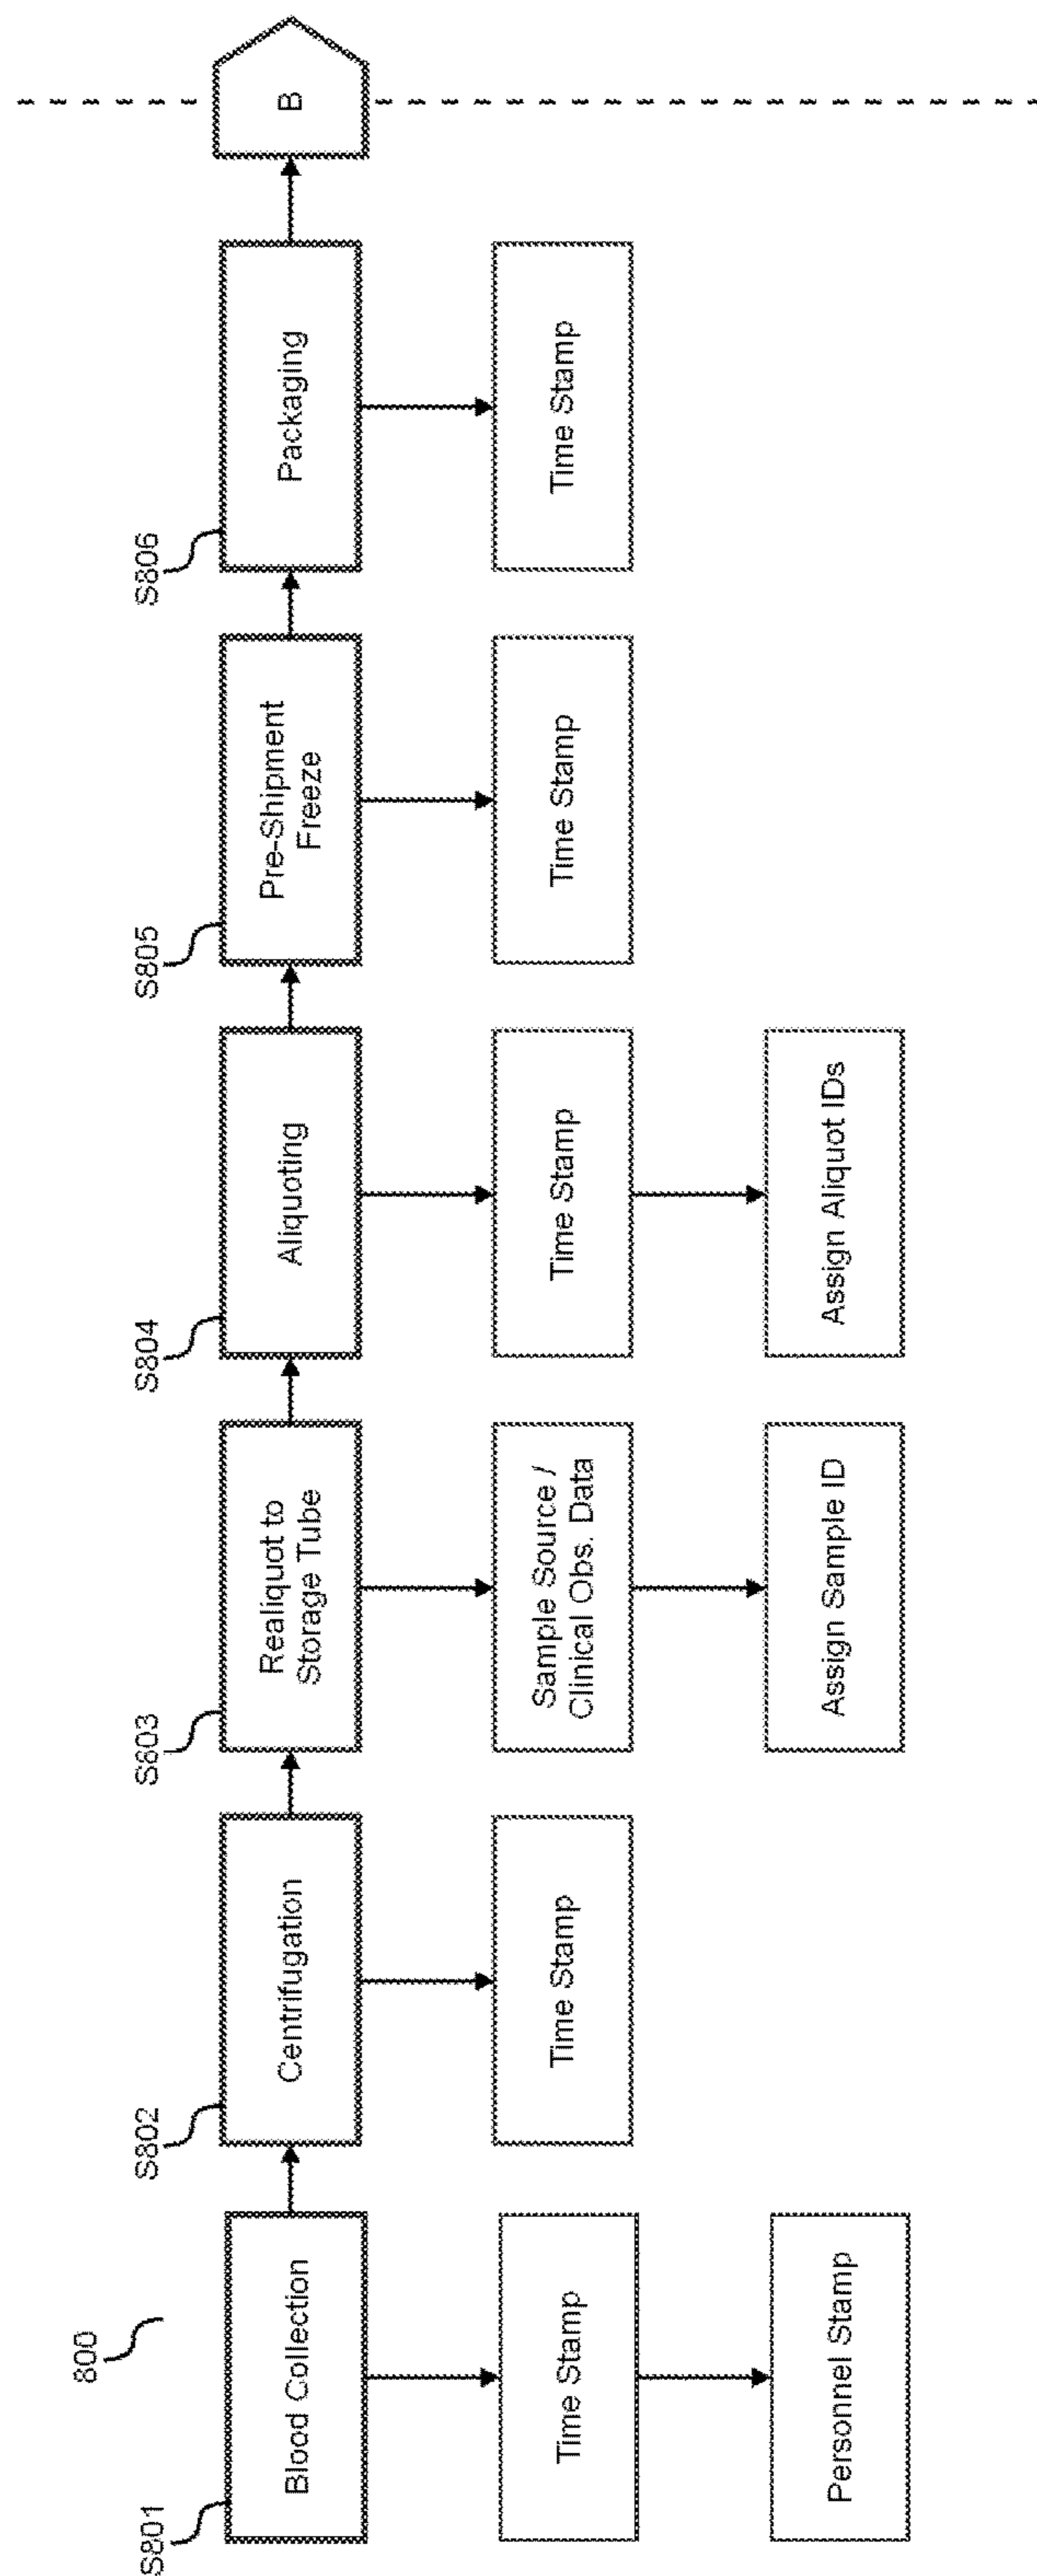 800
S801
Blood Collection
Time Stamp
Personnel Stamp
S802
Centrifugation
Time Stamp
S803
Realiquot to
Storage Tube
Sample Source /
Clinical Obs. Data
Assign Sample ID
S804
Aliquoting
Time Stamp
Assign Aliquot IDs
S805
Pre-Shipment
Freeze
Time Stamp
S806
Packaging
Time Stamp
B